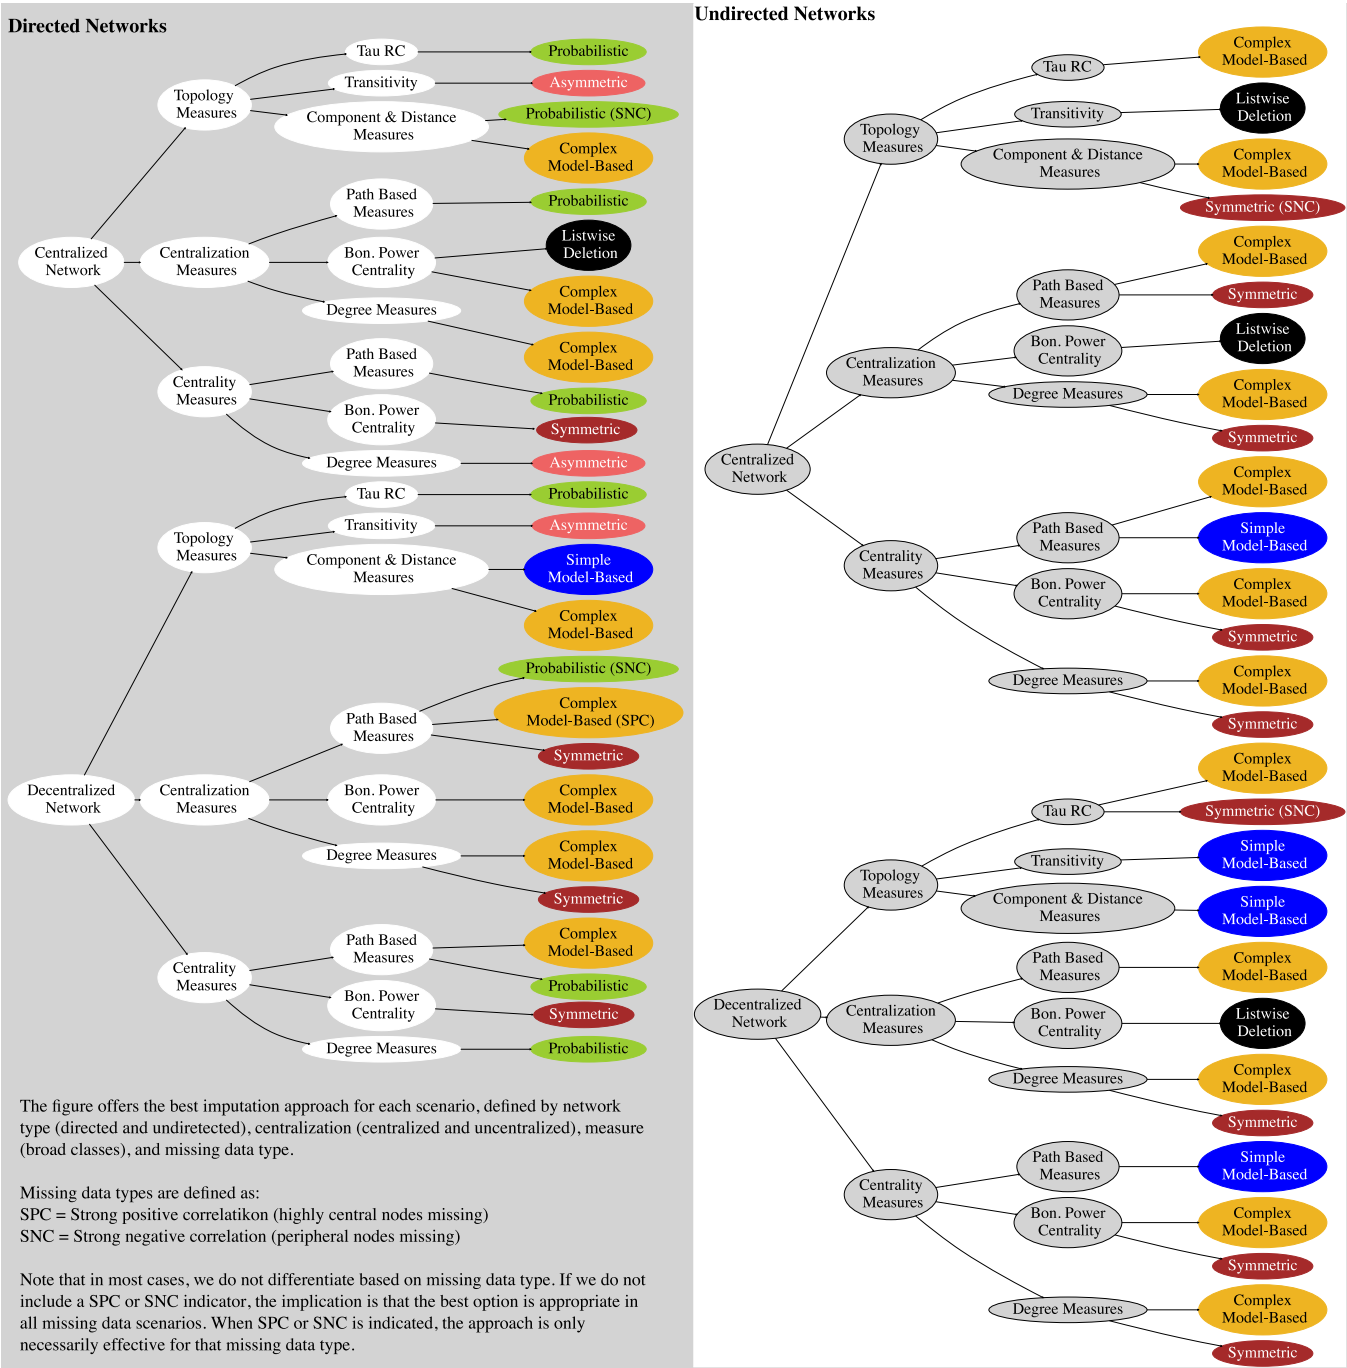 Directed Networks
Tau RC
Probabilistic
Transitivity
Asymmetric
Topology
Measures
Component & Distance
Measures
Probabilistic (SNC)
Complex
Model-Based
Path Based
Measures
Probabilistic
Centralized
Network
Centralization
Measures
Bon. Power
Centrality
Listwise
Deletion
Complex
Model-Based
Degree Measures
Complex
Model-Based
Centrality
Measures
Path Based
Measures
Probabilistic
Bon. Power
Centrality
Symmetric
Degree Measures
Asymmetric
Tau RC
Probabilistic
Transitivity
Asymmetric
Topology
Measures
Component & Distance
Measures
Simple
Model-Based
Complex
Model-Based
Probabilistic (SNC)
Path Based
Measures
Complex
Model-Based (SPC)
Symmetric
Decentralized
Network
Centralization
Measures
Bon. Power
Centrality
Complex
Model-Based
Degree Measures
Complex
Model-Based
Symmetric
Centrality
Measures
Path Based
Measures
Complex
Model-Based
Probabilistic
Bon. Power
Centrality
Symmetric
Degree Measures
Probabilistic
The figure offers the best imputation approach for each scenario, defined by network
type (directed and undiretected), centralization (centralized and uncentralized), measure
(broad classes), and missing data type.
Missing data types are defined as:
SPC = Strong positive correlatikon (highly central nodes missing)
SNC = Strong negative correlation (peripheral nodes missing)
Note that in most cases, we do not differentiate based on missing data type. If we do not
include a SPC or SNC indicator, the implication is that the best option is appropriate in
all missing data scenarios. When SPC or SNC is indicated, the approach is only
necessarily effective for that missing data type.
Undirected Networks
Tau RC
Complex
Model-Based
Topology
Measures
Transitivity
Listwise
Deletion
Component & Distance
Measures
Complex
Model-Based
Symmetric (SNC)
Path Based
Measures
Complex
Model-Based
Symmetric
Centralization
Measures
Bon. Power
Centrality
Listwise
Deletion
Degree Measures
Complex
Model-Based
Symmetric
Centralized
Network
Centrality
Measures
Path Based
Measures
Complex
Model-Based
Simple
Model-Based
Bon. Power
Centrality
Complex
Model-Based
Symmetric
Degree Measures
Complex
Model-Based
Symmetric
Tau RC
Complex
Model-Based
Symmetric (SNC)
Topology
Measures
Transitivity
Simple
Model-Based
Component & Distance
Measures
Simple
Model-Based
Path Based
Measures
Complex
Model-Based
Decentralized
Network
Centralization
Measures
Bon. Power
Centrality
Listwise
Deletion
Degree Measures
Complex
Model-Based
Symmetric
Centrality
Measures
Path Based
Measures
Simple
Model-Based
Bon. Power
Centrality
Complex
Model-Based
Symmetric
Degree Measures
Complex
Model-Based
Symmetric